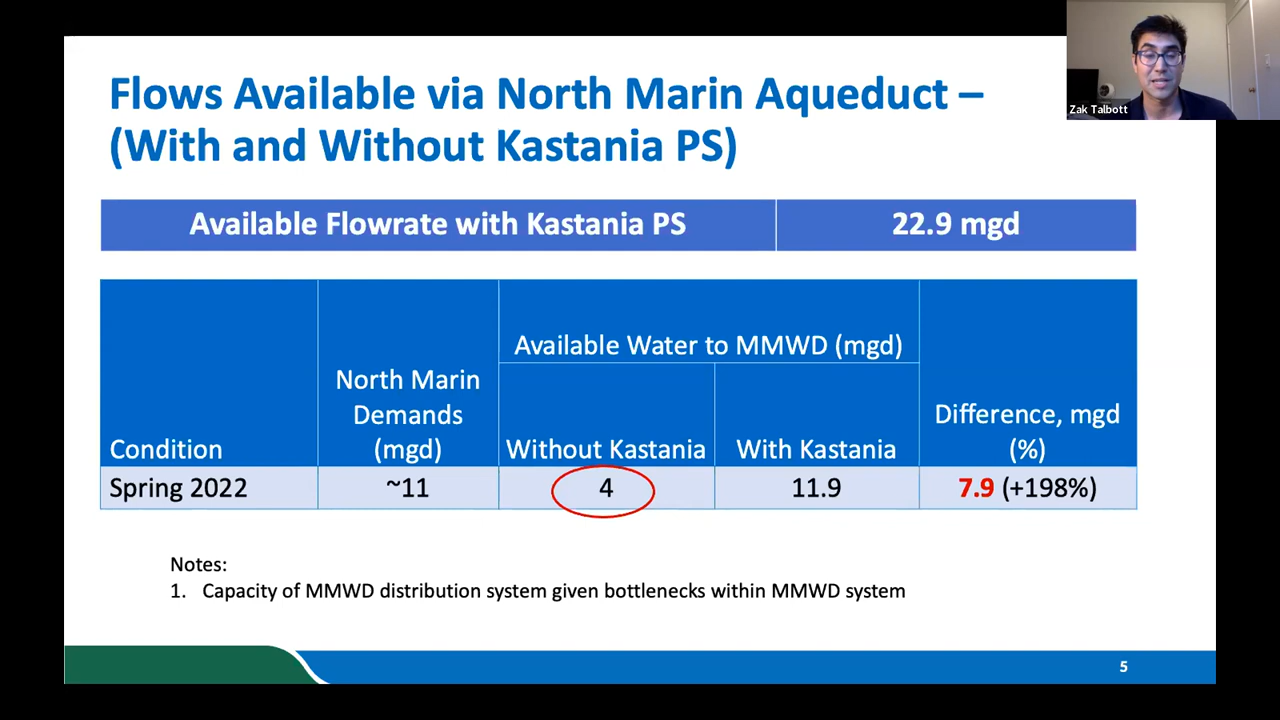 Zak Talbott
Flows Available via North Marin Aqueduct –
(With and Without Kastania PS)
Available Flowrate with Kastania PS 22.9 mgd
Condition
North Marin
Demands
(mgd)
Available Water to MMWD (mgd)
Without Kastania With Kastania
Difference, mgd
(%)
Spring 2022 ~11 4 11.9 7.9 (+198%)
Notes:
1. Capacity of MMWD distribution system given bottlenecks within MMWD system
5